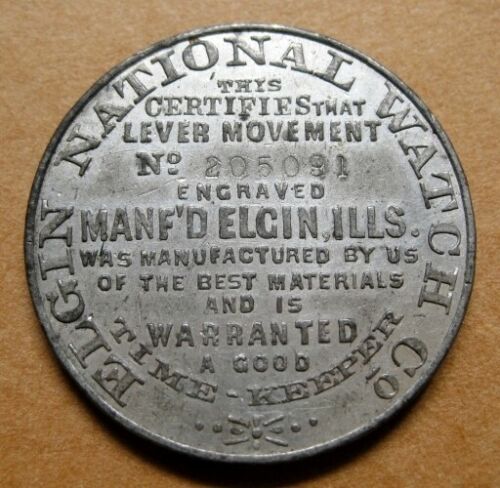 ELGIN NATIONAL WATCH Co
THIS
CERTIFIES THAT
LEVER MOVEMENT
No 205091
ENGRAVED
MANF'D ELGIN, ILLS.
WAS MANUFACTURED BY US
OF THE BEST MATERIALS
AND IS
WARRANTED
A GOOD
TIME-KEEPER